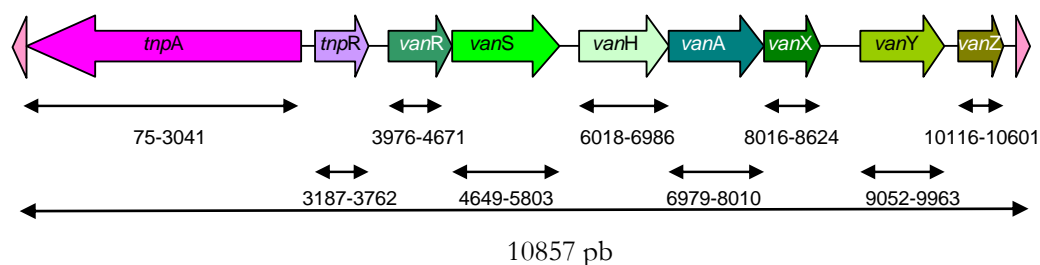 tnpA tnpR vanR vanS vanH vanA vanX vanY vanZ
75-3041 3976-4671 6018-6986 8016-8624 10116-10601
3187-3762 4649-5803 6979-8010 9052-9963
10857 pb